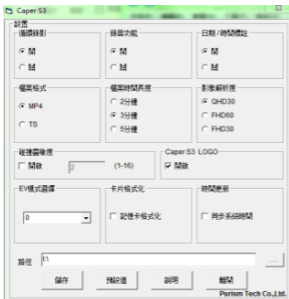 Caper S3
設置
循環錄影
錄音功能
日期/時間標註
開
開
開
關
關
關
檔案格式
檔案時間長度
影像解析度
MP4
2分鐘
QHD30
3分鐘
FHD60
TS
5分鐘
FHD30
碰撞靈敏度
Caper S3 LOGO
開啟
2
(1-16)
開啟
EV模式選擇
卡片格式化
時間更新
0
記憶卡格式化
同步系統時間
路徑
I:\
...
儲存
預設值
說明
離開
Purism Tech Co.,Ltd.